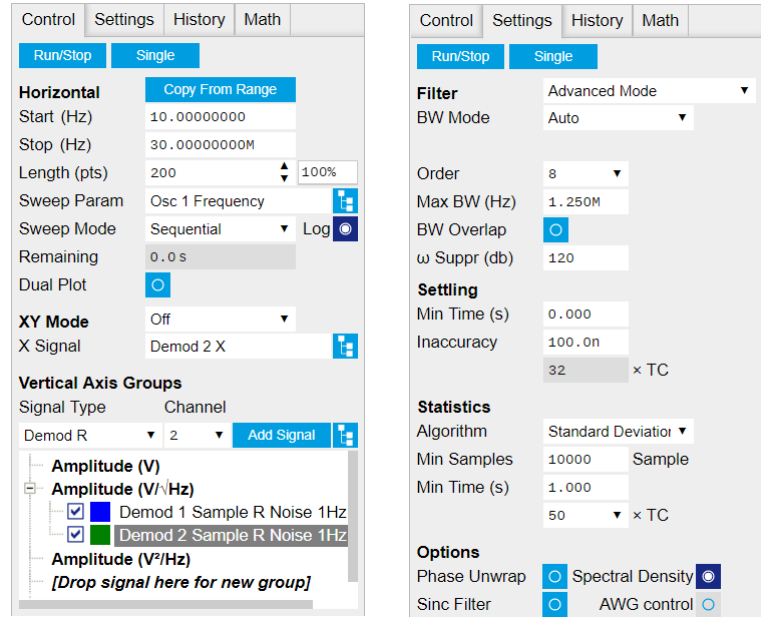 Control Settings History Math
Run/Stop Single
Horizontal Copy From Range
Start (Hz) 10.00000000
Stop (Hz) 30.00000000M
Length (pts) 200 100%
Sweep Param Osc 1 Frequency
Sweep Mode Sequential Log
Remaining 0.0s
Dual Plot
XY Mode Off
X Signal Demod 2 X
Vertical Axis Groups
Signal Type Channel
Demod R 2 Add Signal
Amplitude (V)
Amplitude (V/√Hz)
Demod 1 Sample R Noise 1Hz
Demod 2 Sample R Noise 1Hz
Amplitude (V²/Hz)
[Drop signal here for new group]
Control Settings History Math
Run/Stop Single
Filter Advanced Mode
BW Mode Auto
Order 8
Max BW (Hz) 1.250M
BW Overlap
ω Suppr (db) 120
Settling
Min Time (s) 0.000
Inaccuracy 100.0n
32 × TC
Statistics
Algorithm Standard Deviation
Min Samples 10000 Sample
Min Time (s) 1.000
50 × TC
Options
Phase Unwrap Spectral Density
Sinc Filter AWG control